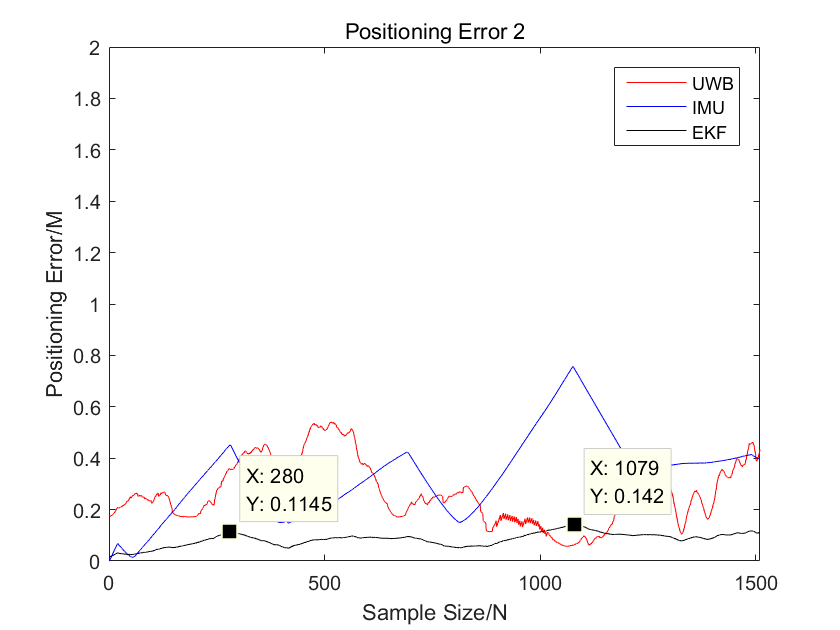 Positioning Error 2
2
1.8
1.6
1.4
1.2
1
0.8
0.6
0.4
0.2
0
Positioning Error/M
UWB
IMU
EKF
X: 280
Y: 0.1145
X: 1079
Y: 0.142
0
500
1000
1500
Sample Size/N